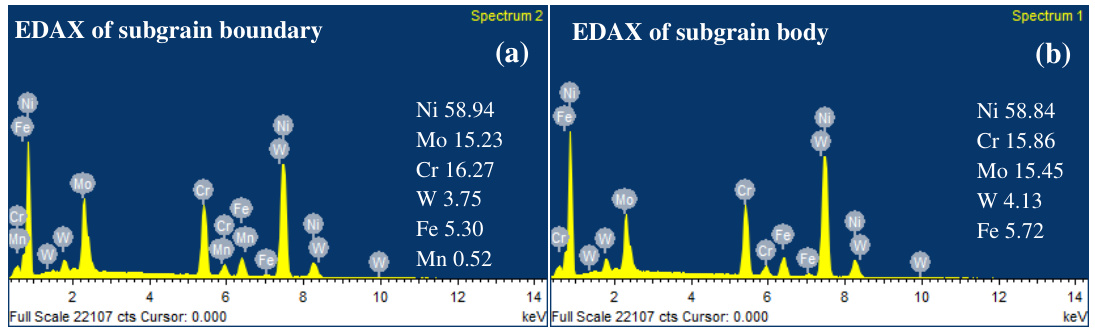 Spectrum 2
EDAX of subgrain boundary
(a)
Ni 58.94
Mo 15.23
Cr 16.27
W 3.75
Fe 5.30
Mn 0.52
Ni
Fe
Mo
Cr
Mn
W
W
Cr
Cr
Mn
Fe
Mn
Fe
Ni
W
Ni
W
W
2 4 6 8 10 12 14
Full Scale 22107 cts Cursor: 0.000 keV
Spectrum 1
EDAX of subgrain body
(b)
Ni 58.84
Cr 15.86
Mo 15.45
W 4.13
Fe 5.72
Ni
Fe
Mo
Cr
W
W
Cr
Cr
Fe
Fe
Ni
W
Ni
W
W
2 4 6 8 10 12 14
Full Scale 22107 cts Cursor: 0.000 keV